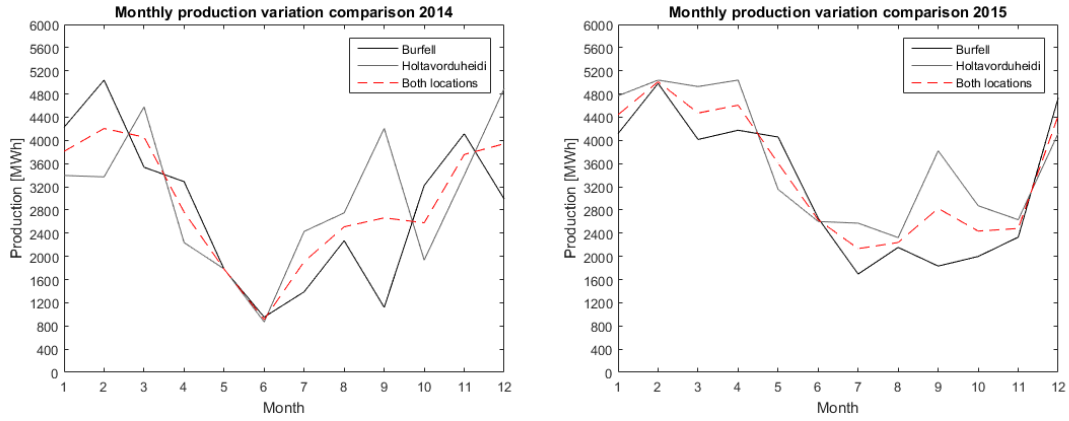 Monthly production variation comparison 2014
6000
5600
5200
4800
4400
4000
3600
3200
2800
2400
2000
1600
1200
800
400
0
Production [MWh]
Burfell
Holtavorduheidi
Both locations
1 2 3 4 5 6 7 8 9 10 11 12
Month
Monthly production variation comparison 2015
6000
5600
5200
4800
4400
4000
3600
3200
2800
2400
2000
1600
1200
800
400
0
Production [MWh]
Burfell
Holtavorduheidi
Both locations
1 2 3 4 5 6 7 8 9 10 11 12
Month